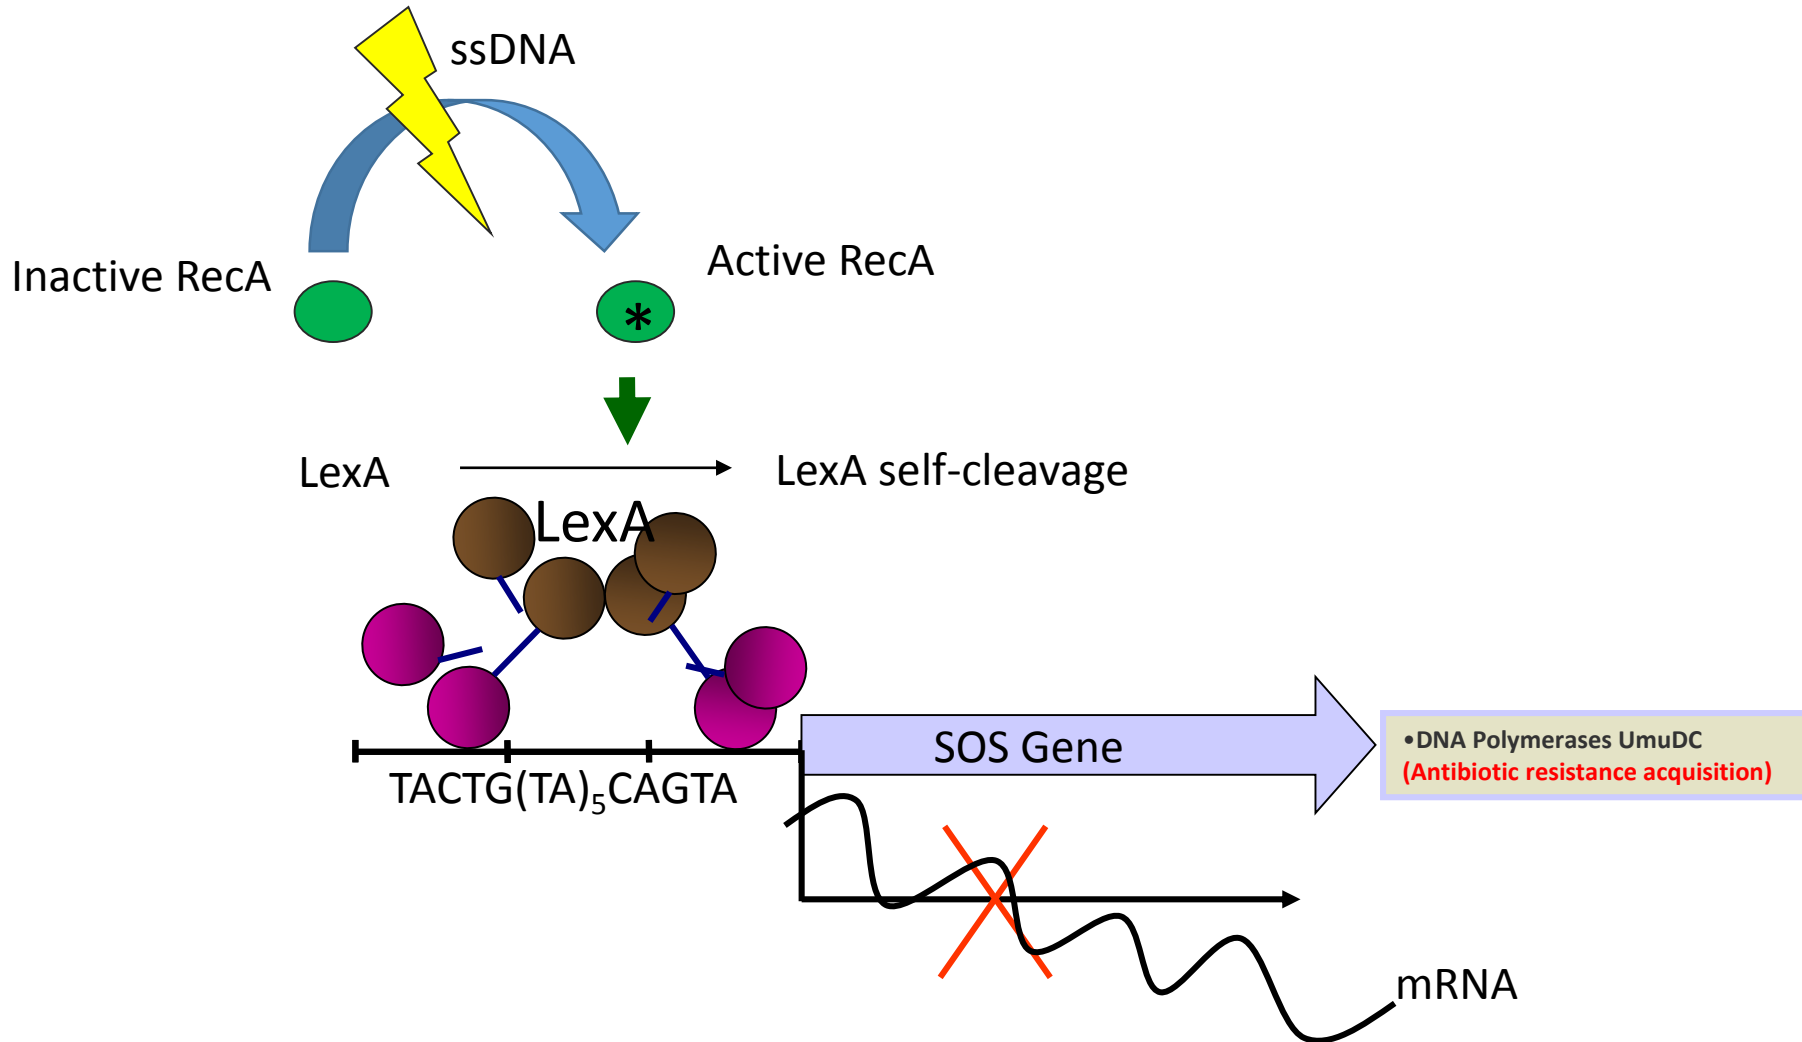 ssDNA
Inactive RecA
Active RecA
*
LexA
LexA self-cleavage
LexA
SOS Gene
•DNA Polymerases UmuDC
(Antibiotic resistance acquisition)
TACTG(TA)₅CAGTA
mRNA